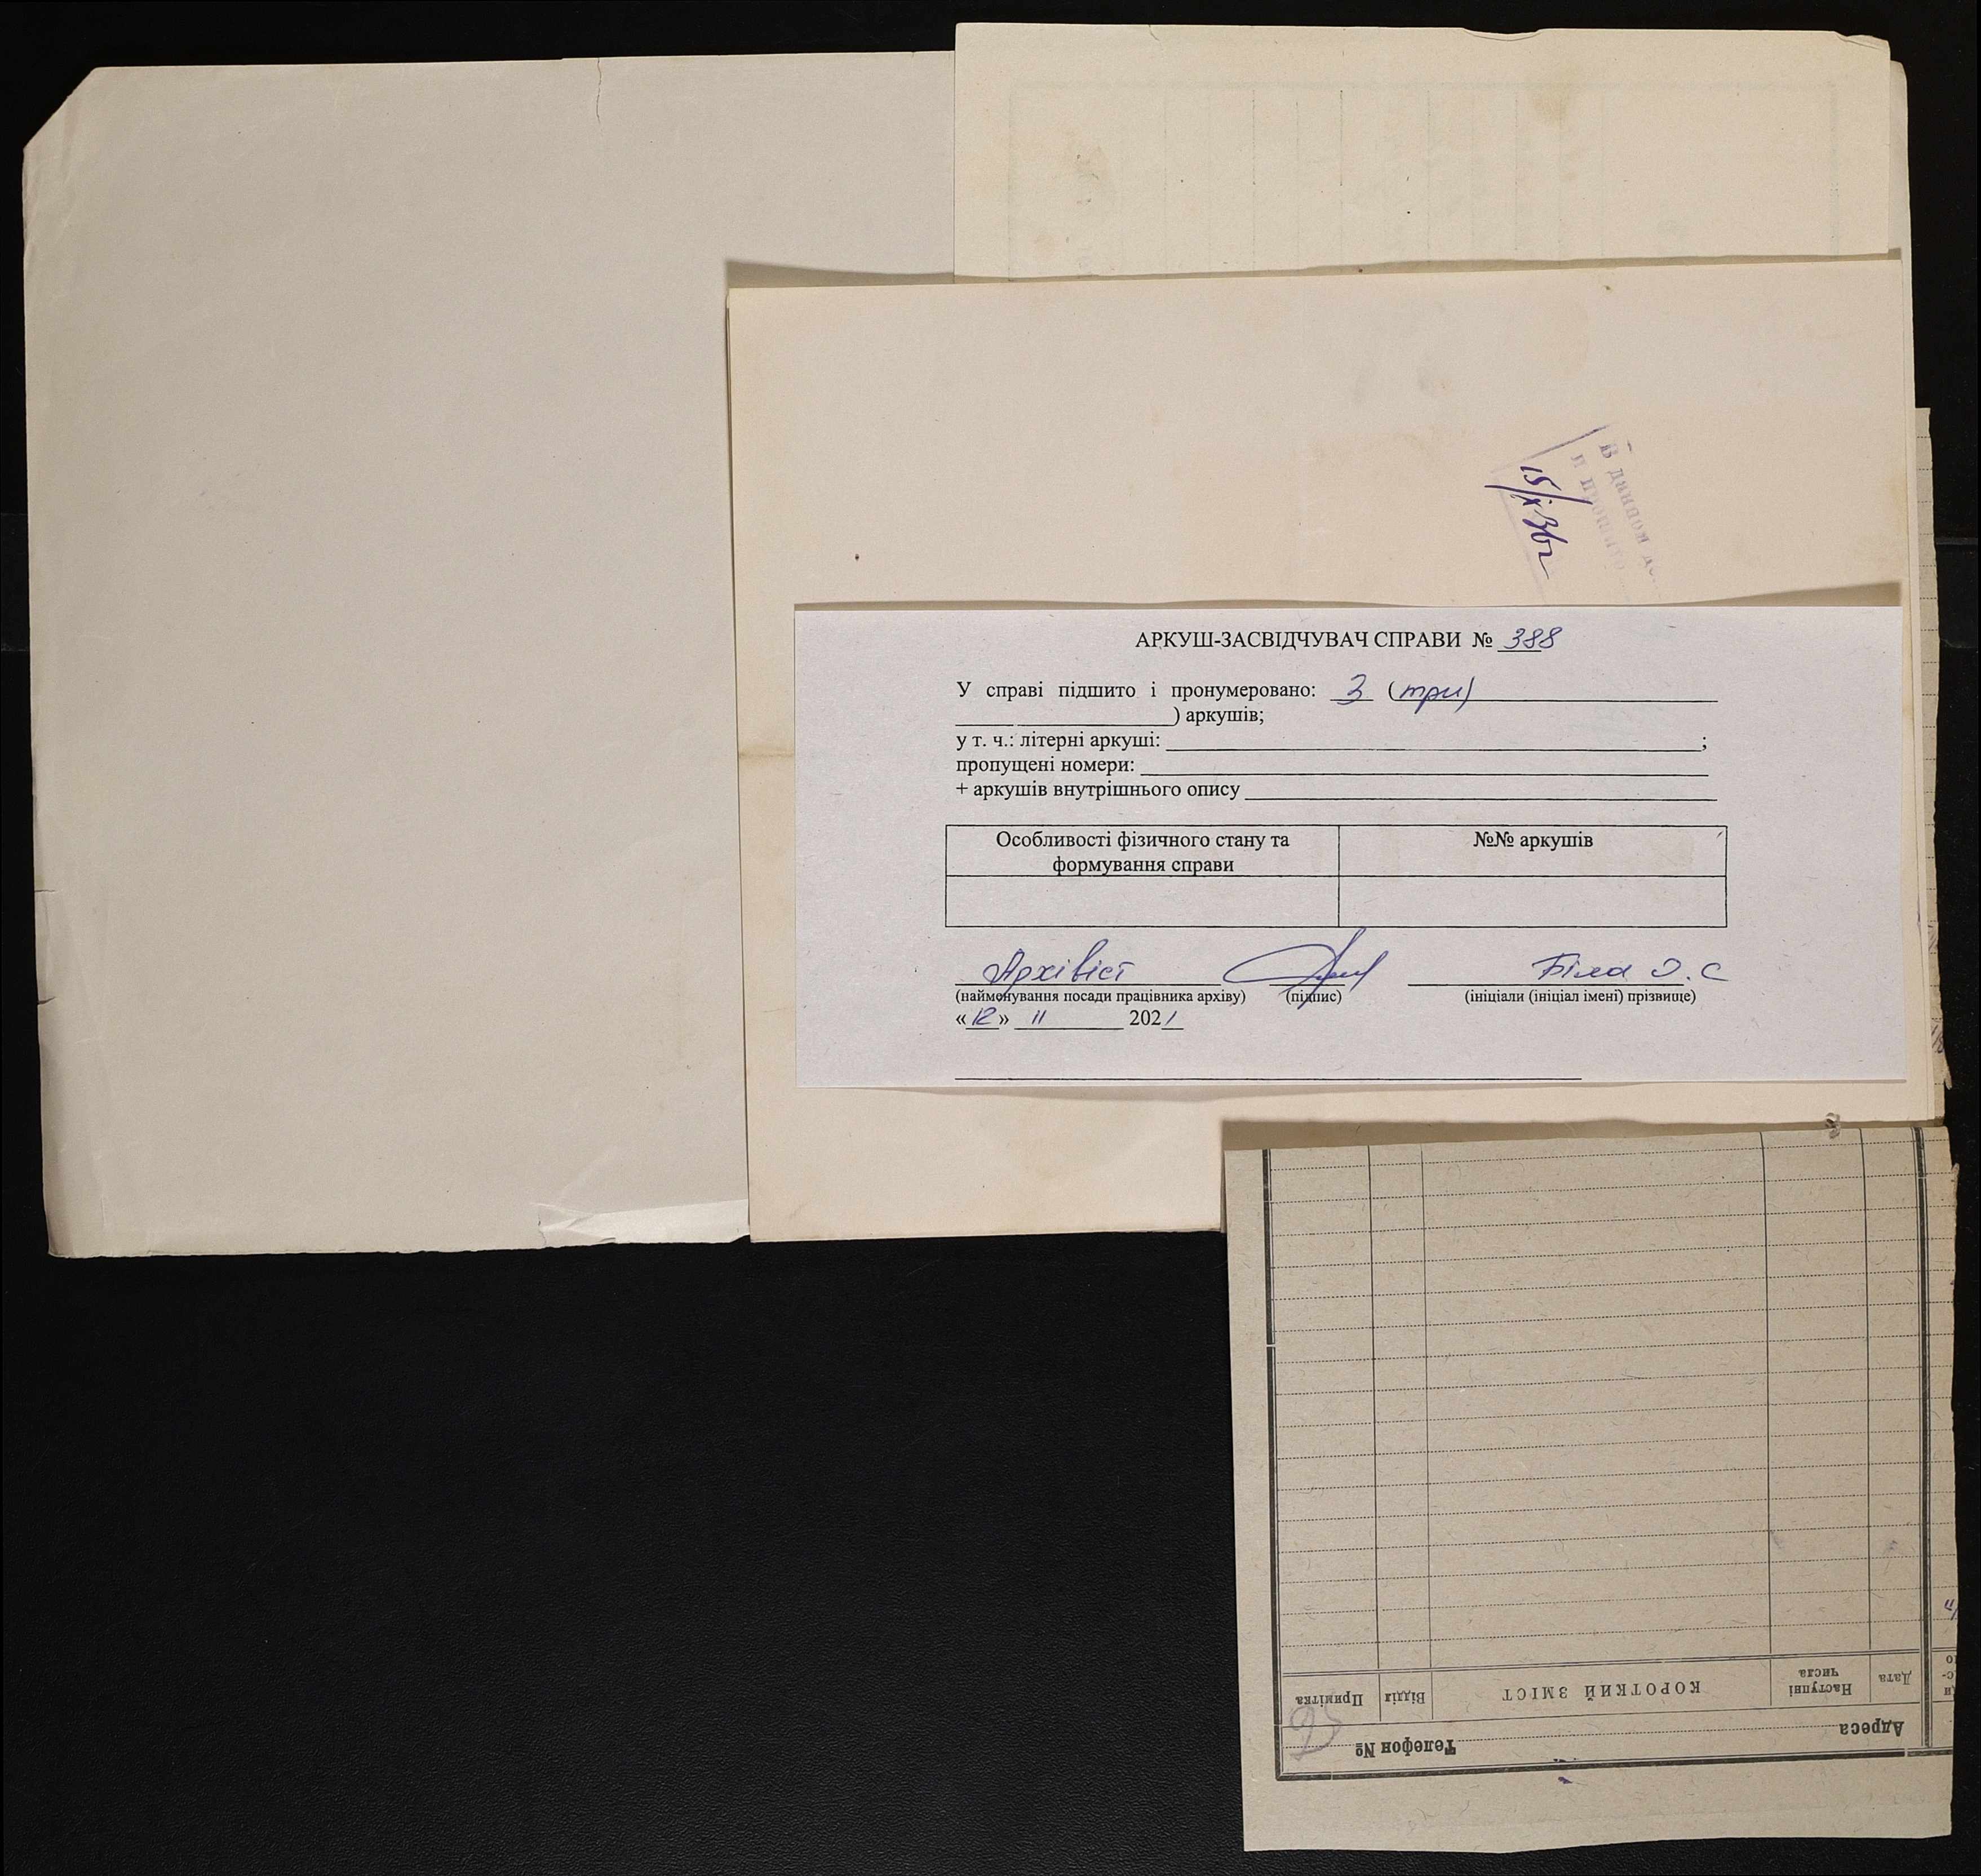 15/IX 36 г
АРКУШ-ЗАСВІДЧУВАЧ СПРАВИ № 388
У справі підшито і пронумеровано: 3 (три)
) аркушів;
у т. ч.: літерні аркуші: ;
пропущені номери:
+ аркушів внутрішнього опису
Особливості фізичного стану та
формування справи
№№ аркушів
Архівіст Біла О. С
(найменування посади працівника архіву) (підпис) (ініціали (ініціал імені) прізвище)
«12» 11 2021
Адреса Телефон №
Дата Наступні числа КОРОТКИЙ ЗМІСТ Відділ Примітка